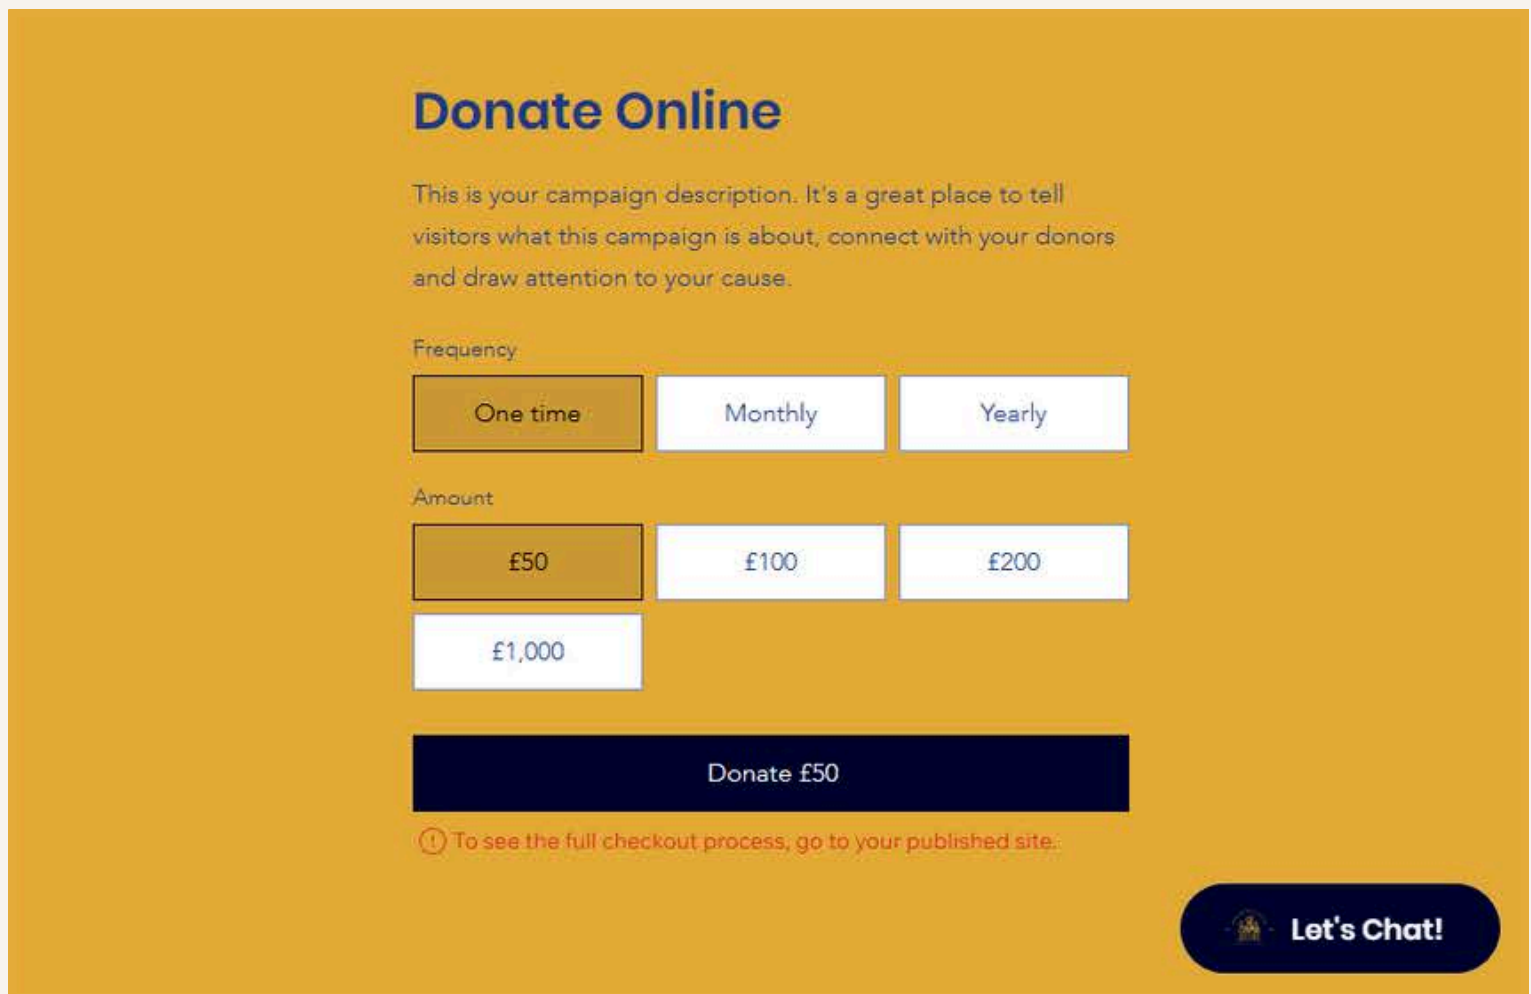 Donate Online
This is your campaign description. It's a great place to tell
visitors what this campaign is about, connect with your donors
and draw attention to your cause.
Frequency
One time
Monthly
Yearly
Amount
£50
£100
£200
£1,000
Donate £50
To see the full checkout process, go to your published site.
Let's Chat!